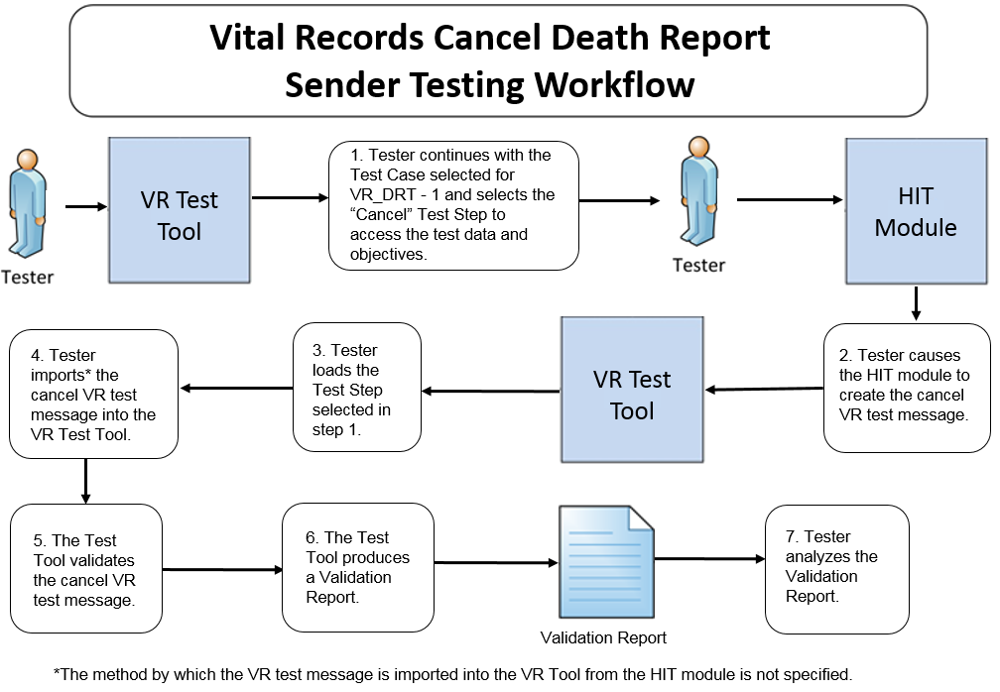 Vital Records Cancel Death Report
Sender Testing Workflow
Tester
VR Test
Tool
1. Tester continues with the
Test Case selected for
VR_DRT - 1 and selects the
“Cancel” Test Step to
access the test data and
objectives.
Tester
HIT
Module
2. Tester causes
the HIT module to
create the cancel
VR test message.
VR Test
Tool
3. Tester
loads the
Test Step
selected in
step 1.
4. Tester
imports* the
cancel VR test
message into the
VR Test Tool.
5. The Test
Tool validates
the cancel VR
test message.
6. The Test
Tool produces
a Validation
Report.
Validation Report
7. Tester
analyzes the
Validation
Report.
*The method by which the VR test message is imported into the VR Tool from the HIT module is not specified.